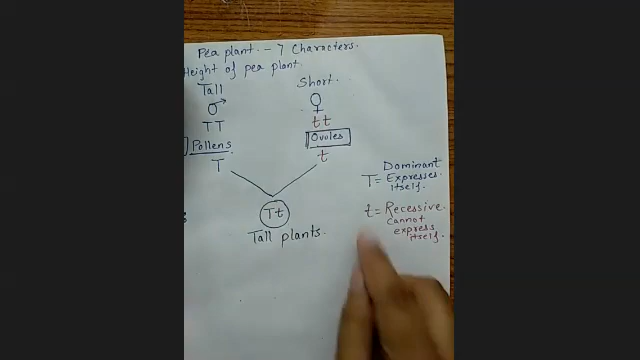 Pea plant - 7 Characters.
Height of pea plant
Tall
Short.
TT
tt
Pollens
Ovules
T
t
Tt
Tall plants.
T = Dominant
Expresses
itself.
t = Recessive.
Cannot
express
itself.